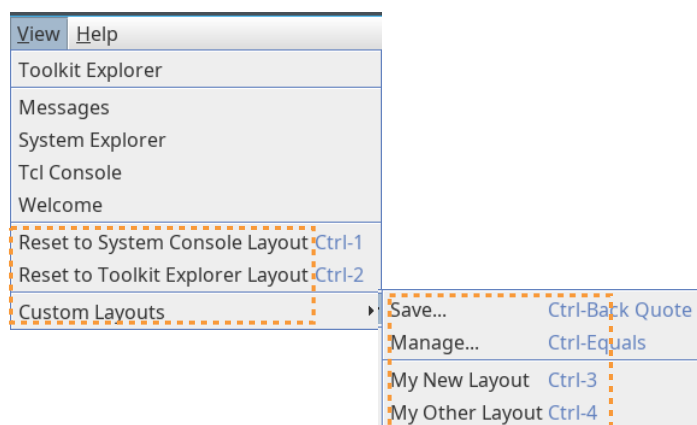 View Help
Toolkit Explorer
Messages
System Explorer
Tcl Console
Welcome
Reset to System Console Layout Ctrl-1
Reset to Toolkit Explorer Layout Ctrl-2
Custom Layouts
Save... Ctrl-Back Quote
Manage... Ctrl-Equals
My New Layout Ctrl-3
My Other Layout Ctrl-4